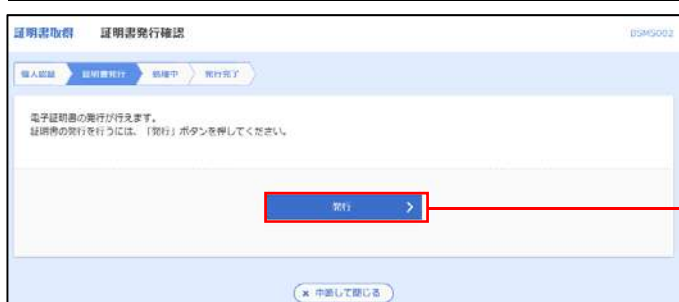 証明書取得 証明書発行確認
BSMS002
個人認証 証明書発行 処理中 発行完了
電子証明書の発行が行えます。
証明書の発行を行うには、「発行」ボタンを押してください。
発行
× 中断して閉じる